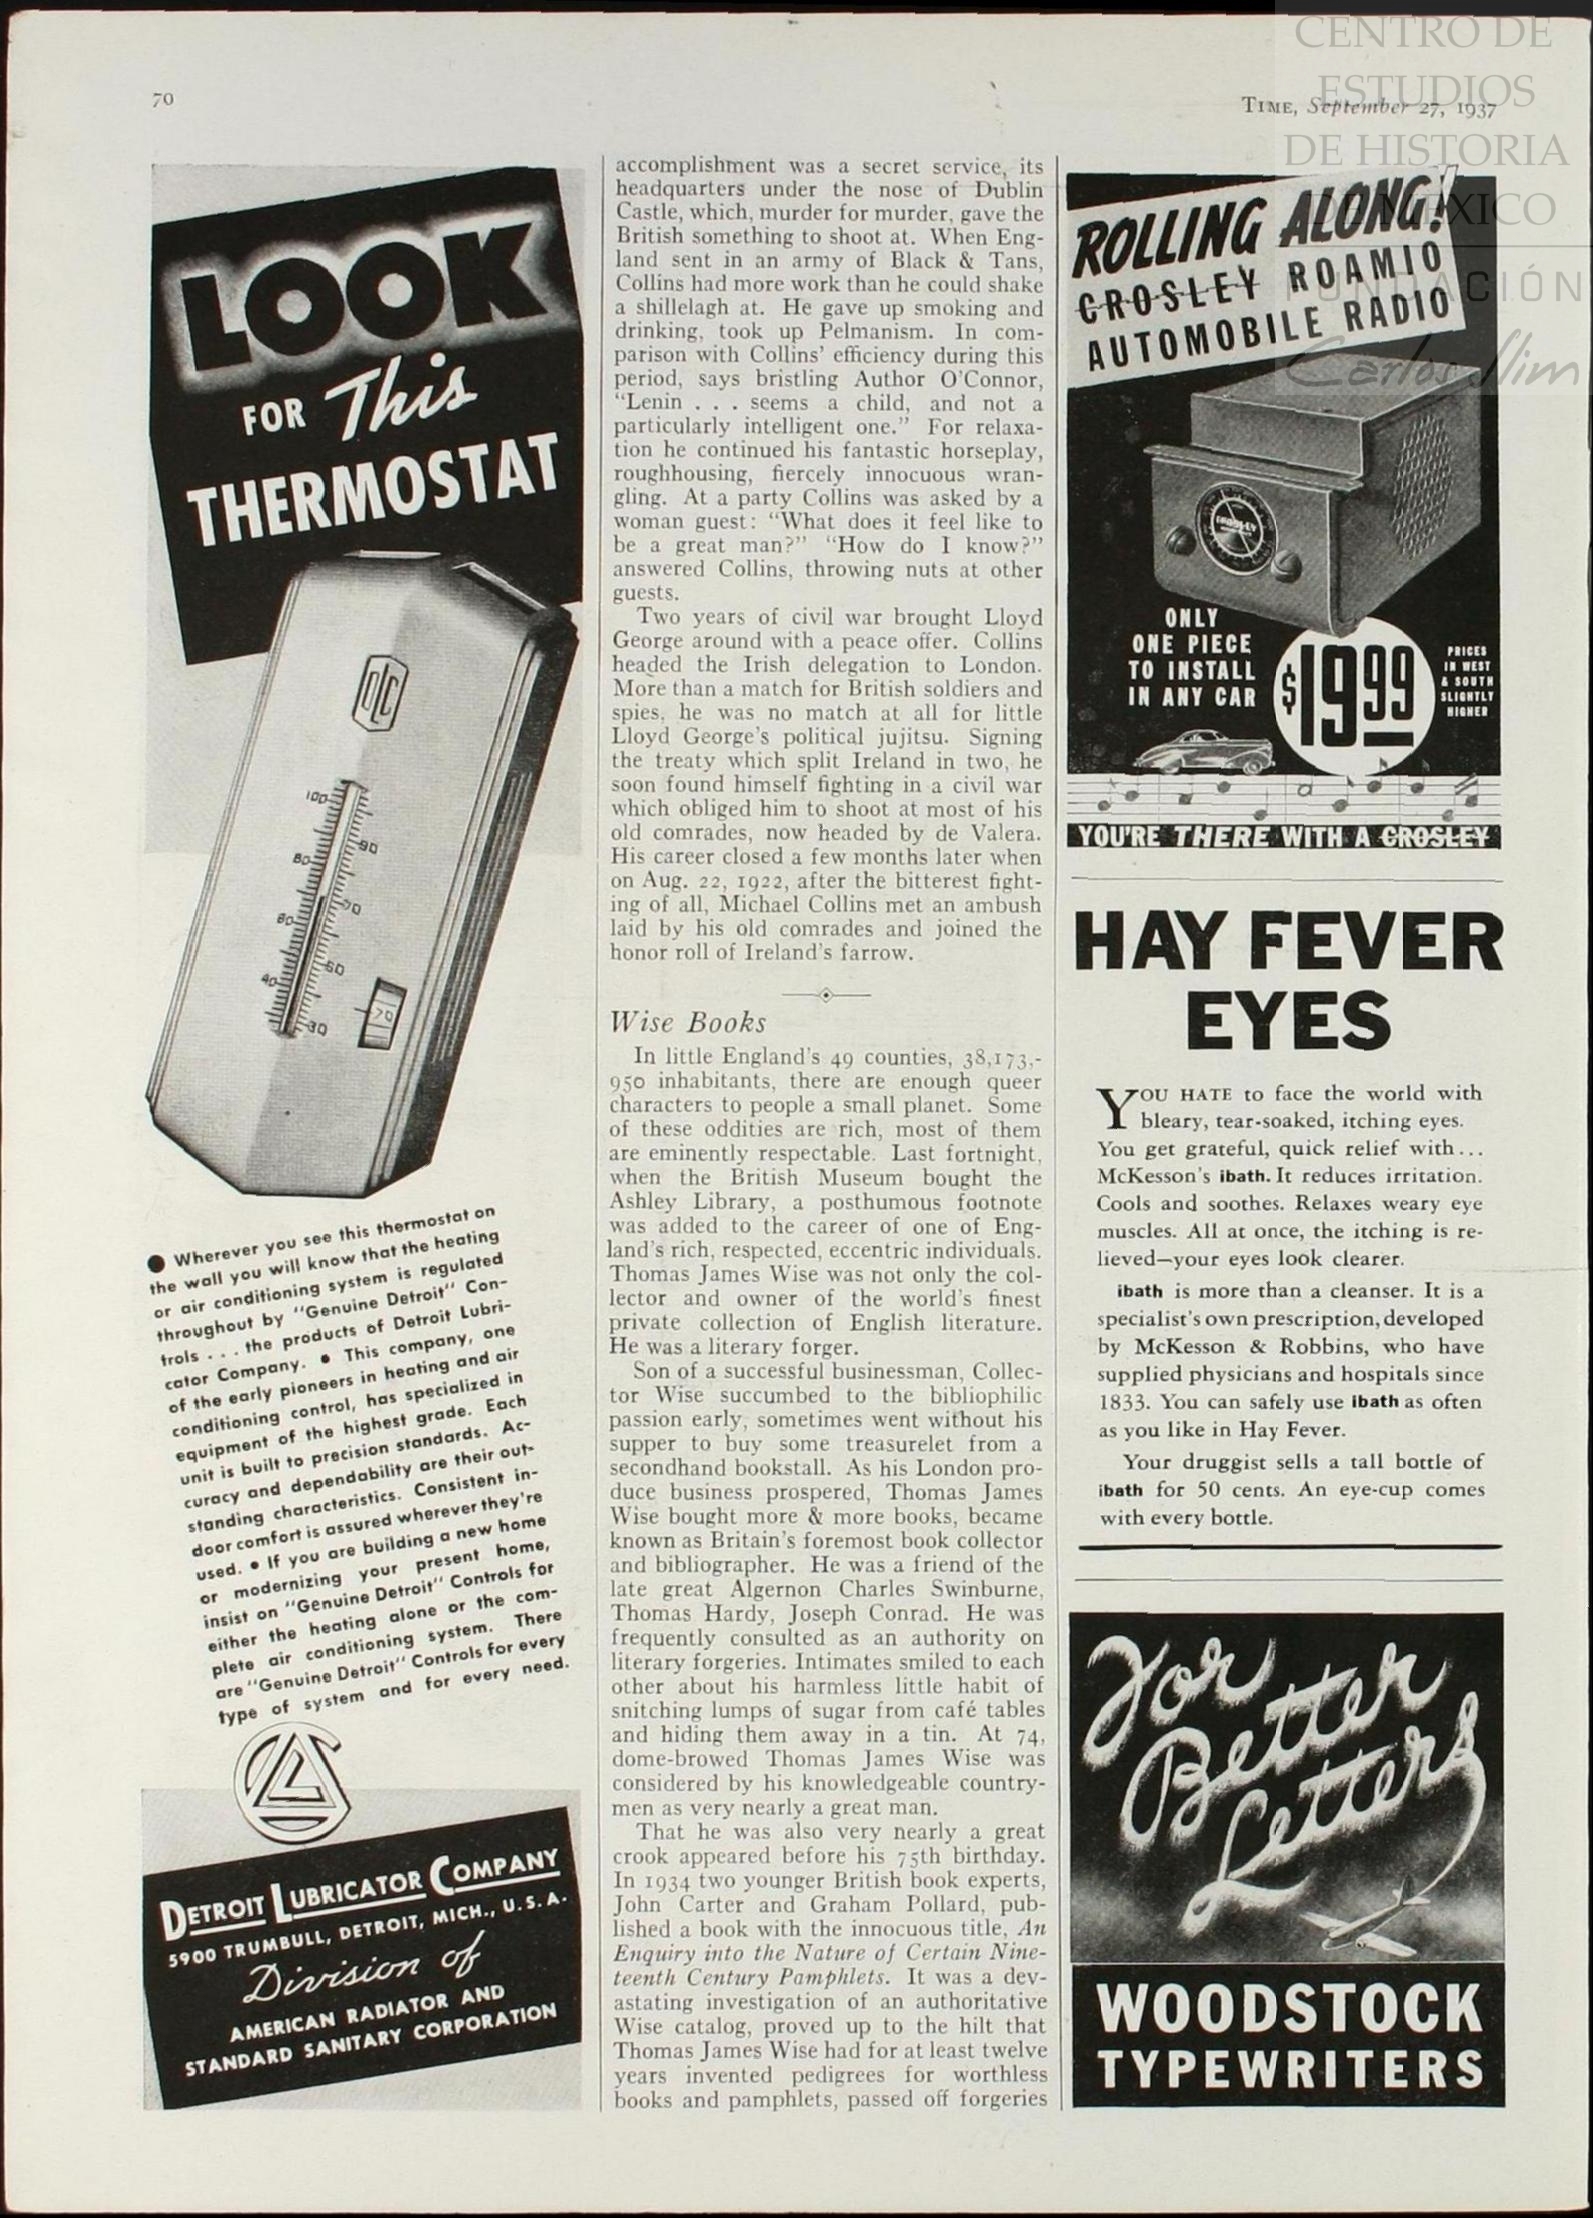 70
TIME, September 27, 1937
CENTRO DE
ESTUDIOS
DE HISTORIA
DE MÉXICO
FUNDACIÓN
Carlos Slim
LOOK
FOR This
THERMOSTAT
DLC
100
90
80
70
60
60
40
30
70
● Wherever you see this thermostat on
the wall you will know that the heating
or air conditioning system is regulated
throughout by "Genuine Detroit" Con-
trols . . . the products of Detroit Lubri-
cator Company. ● This company, one
of the early pioneers in heating and air
conditioning control, has specialized in
equipment of the highest grade. Each
unit is built to precision standards. Ac-
curacy and dependability are their out-
standing characteristics. Consistent in-
door comfort is assured wherever they're
used. ● If you are building a new home
or modernizing your present home,
insist on "Genuine Detroit" Controls for
either the heating alone or the com-
plete air conditioning system. There
are "Genuine Detroit" Controls for every
type of system and for every need.
DETROIT LUBRICATOR COMPANY
5900 TRUMBULL, DETROIT, MICH., U.S.A.
Division of
AMERICAN RADIATOR AND
STANDARD SANITARY CORPORATION
accomplishment was a secret service, its
headquarters under the nose of Dublin
Castle, which, murder for murder, gave the
British something to shoot at. When Eng-
land sent in an army of Black & Tans,
Collins had more work than he could shake
a shillelagh at. He gave up smoking and
drinking, took up Pelmanism. In com-
parison with Collins' efficiency during this
period, says bristling Author O'Connor,
"Lenin . . . seems a child, and not a
particularly intelligent one." For relaxa-
tion he continued his fantastic horseplay,
roughhousing, fiercely innocuous wran-
gling. At a party Collins was asked by a
woman guest: "What does it feel like to
be a great man?" "How do I know?"
answered Collins, throwing nuts at other
guests.
Two years of civil war brought Lloyd
George around with a peace offer. Collins
headed the Irish delegation to London.
More than a match for British soldiers and
spies, he was no match at all for little
Lloyd George's political jujitsu. Signing
the treaty which split Ireland in two, he
soon found himself fighting in a civil war
which obliged him to shoot at most of his
old comrades, now headed by de Valera.
His career closed a few months later when
on Aug. 22, 1922, after the bitterest fight-
ing of all, Michael Collins met an ambush
laid by his old comrades and joined the
honor roll of Ireland's farrow.
Wise Books
In little England's 49 counties, 38,173,-
950 inhabitants, there are enough queer
characters to people a small planet. Some
of these oddities are rich, most of them
are eminently respectable. Last fortnight,
when the British Museum bought the
Ashley Library, a posthumous footnote
was added to the career of one of Eng-
land's rich, respected, eccentric individuals.
Thomas James Wise was not only the col-
lector and owner of the world's finest
private collection of English literature.
He was a literary forger.
Son of a successful businessman, Collec-
tor Wise succumbed to the bibliophilic
passion early, sometimes went without his
supper to buy some treasurelet from a
secondhand bookstall. As his London pro-
duce business prospered, Thomas James
Wise bought more & more books, became
known as Britain's foremost book collector
and bibliographer. He was a friend of the
late great Algernon Charles Swinburne,
Thomas Hardy, Joseph Conrad. He was
frequently consulted as an authority on
literary forgeries. Intimates smiled to each
other about his harmless little habit of
snitching lumps of sugar from café tables
and hiding them away in a tin. At 74,
dome-browed Thomas James Wise was
considered by his knowledgeable country-
men as very nearly a great man.
That he was also very nearly a great
crook appeared before his 75th birthday.
In 1934 two younger British book experts,
John Carter and Graham Pollard, pub-
lished a book with the innocuous title, An
Enquiry into the Nature of Certain Nine-
teenth Century Pamphlets. It was a dev-
astating investigation of an authoritative
Wise catalog, proved up to the hilt that
Thomas James Wise had for at least twelve
years invented pedigrees for worthless
books and pamphlets, passed off forgeries
ROLLING ALONG!
CROSLEY ROAMIO
AUTOMOBILE RADIO
CROSLEY
ONLY
ONE PIECE
TO INSTALL
IN ANY CAR
$19.99
PRICES
IN WEST
& SOUTH
SLIGHTLY
HIGHER
YOU'RE THERE WITH A CROSLEY
HAY FEVER
EYES
YOU HATE to face the world with
bleary, tear-soaked, itching eyes.
You get grateful, quick relief with...
McKesson's ibath. It reduces irritation.
Cools and soothes. Relaxes weary eye
muscles. All at once, the itching is re-
lieved—your eyes look clearer.
ibath is more than a cleanser. It is a
specialist's own prescription, developed
by McKesson & Robbins, who have
supplied physicians and hospitals since
1833. You can safely use ibath as often
as you like in Hay Fever.
Your druggist sells a tall bottle of
ibath for 50 cents. An eye-cup comes
with every bottle.
For
Better
Letters
WOODSTOCK
TYPEWRITERS